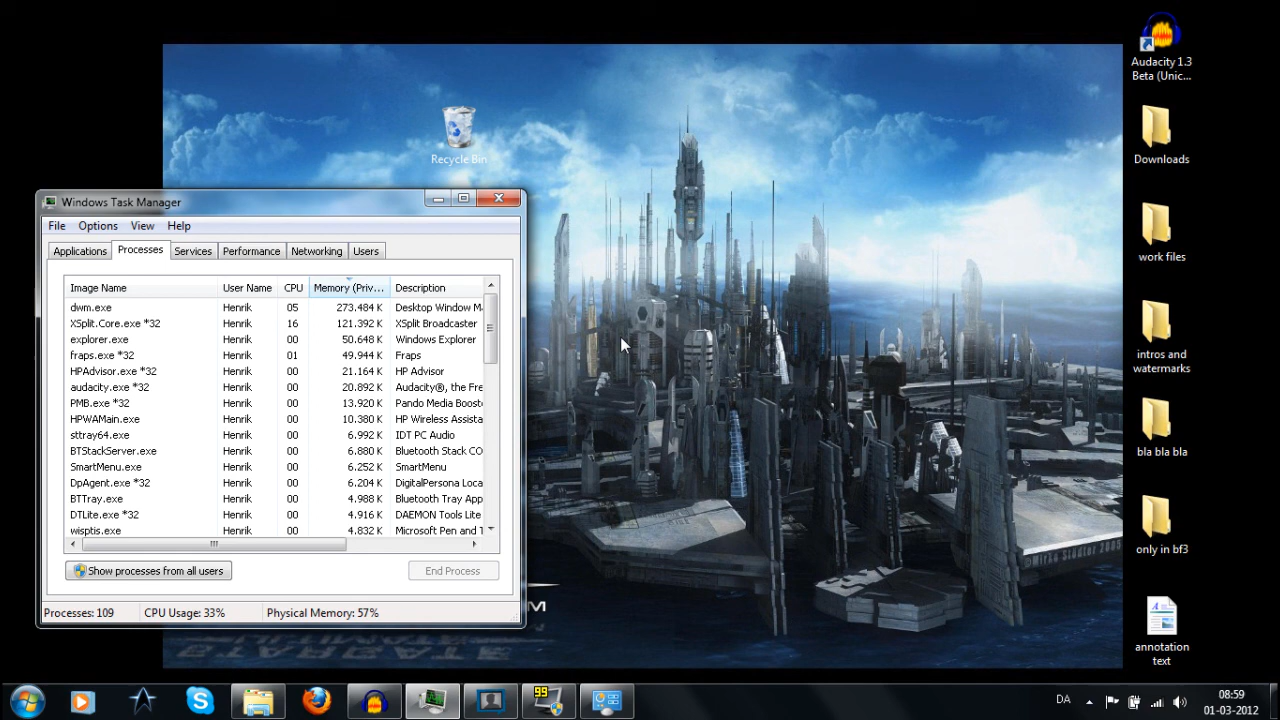 Audacity 1.3
Beta (Unic...
Recycle Bin
Downloads
work files
intros and
watermarks
bla bla bla
only in bf3
annotation
text
Windows Task Manager
File Options View Help
Applications Processes Services Performance Networking Users
Image Name User Name CPU Memory (Priv... Description
dwm.exe Henrik 05 273.484 K Desktop Window M
XSplit.Core.exe *32 Henrik 16 121.392 K XSplit Broadcaster
explorer.exe Henrik 00 50.648 K Windows Explorer
fraps.exe *32 Henrik 01 49.944 K Fraps
HPAdvisor.exe *32 Henrik 00 21.164 K HP Advisor
audacity.exe *32 Henrik 00 20.892 K Audacity®, the Fre
PMB.exe *32 Henrik 00 13.920 K Pando Media Boost
HPWAMain.exe Henrik 00 10.380 K HP Wireless Assista
sttray64.exe Henrik 00 6.992 K IDT PC Audio
BTStackServer.exe Henrik 00 6.880 K Bluetooth Stack CO
SmartMenu.exe Henrik 00 6.252 K SmartMenu
DpAgent.exe *32 Henrik 00 6.204 K DigitalPersona Loca
BTTray.exe Henrik 00 4.988 K Bluetooth Tray App
DTLite.exe *32 Henrik 00 4.916 K DAEMON Tools Lite
wisptis.exe Henrik 00 4.832 K Microsoft Pen and T
Show processes from all users End Process
Processes: 109 CPU Usage: 33% Physical Memory: 57%
99
DA
08:59
01-03-2012